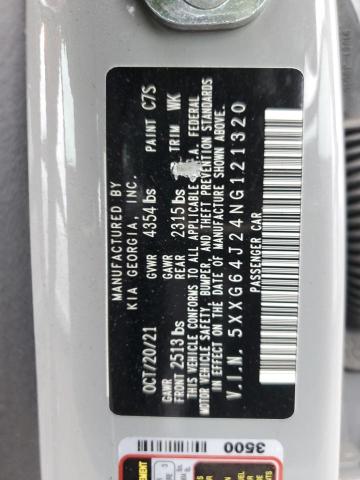 MANUFACTURED BY
KIA GEORGIA, INC.
OCT/20/21 GVWR 4354 lbs PAINT C7S
GAWR FRONT 2513 lbs GAWR REAR 2315 lbs TRIM WK
THIS VEHICLE CONFORMS TO ALL APPLICABLE A. FEDERAL
MOTOR VEHICLE SAFETY, BUMPER, AND THEFT PREVENTION STANDARDS
IN EFFECT ON THE DATE OF MANUFACTURE SHOWN ABOVE.
V.I.N. 5XXG64J24NG121320
PASSENGER CAR
3500